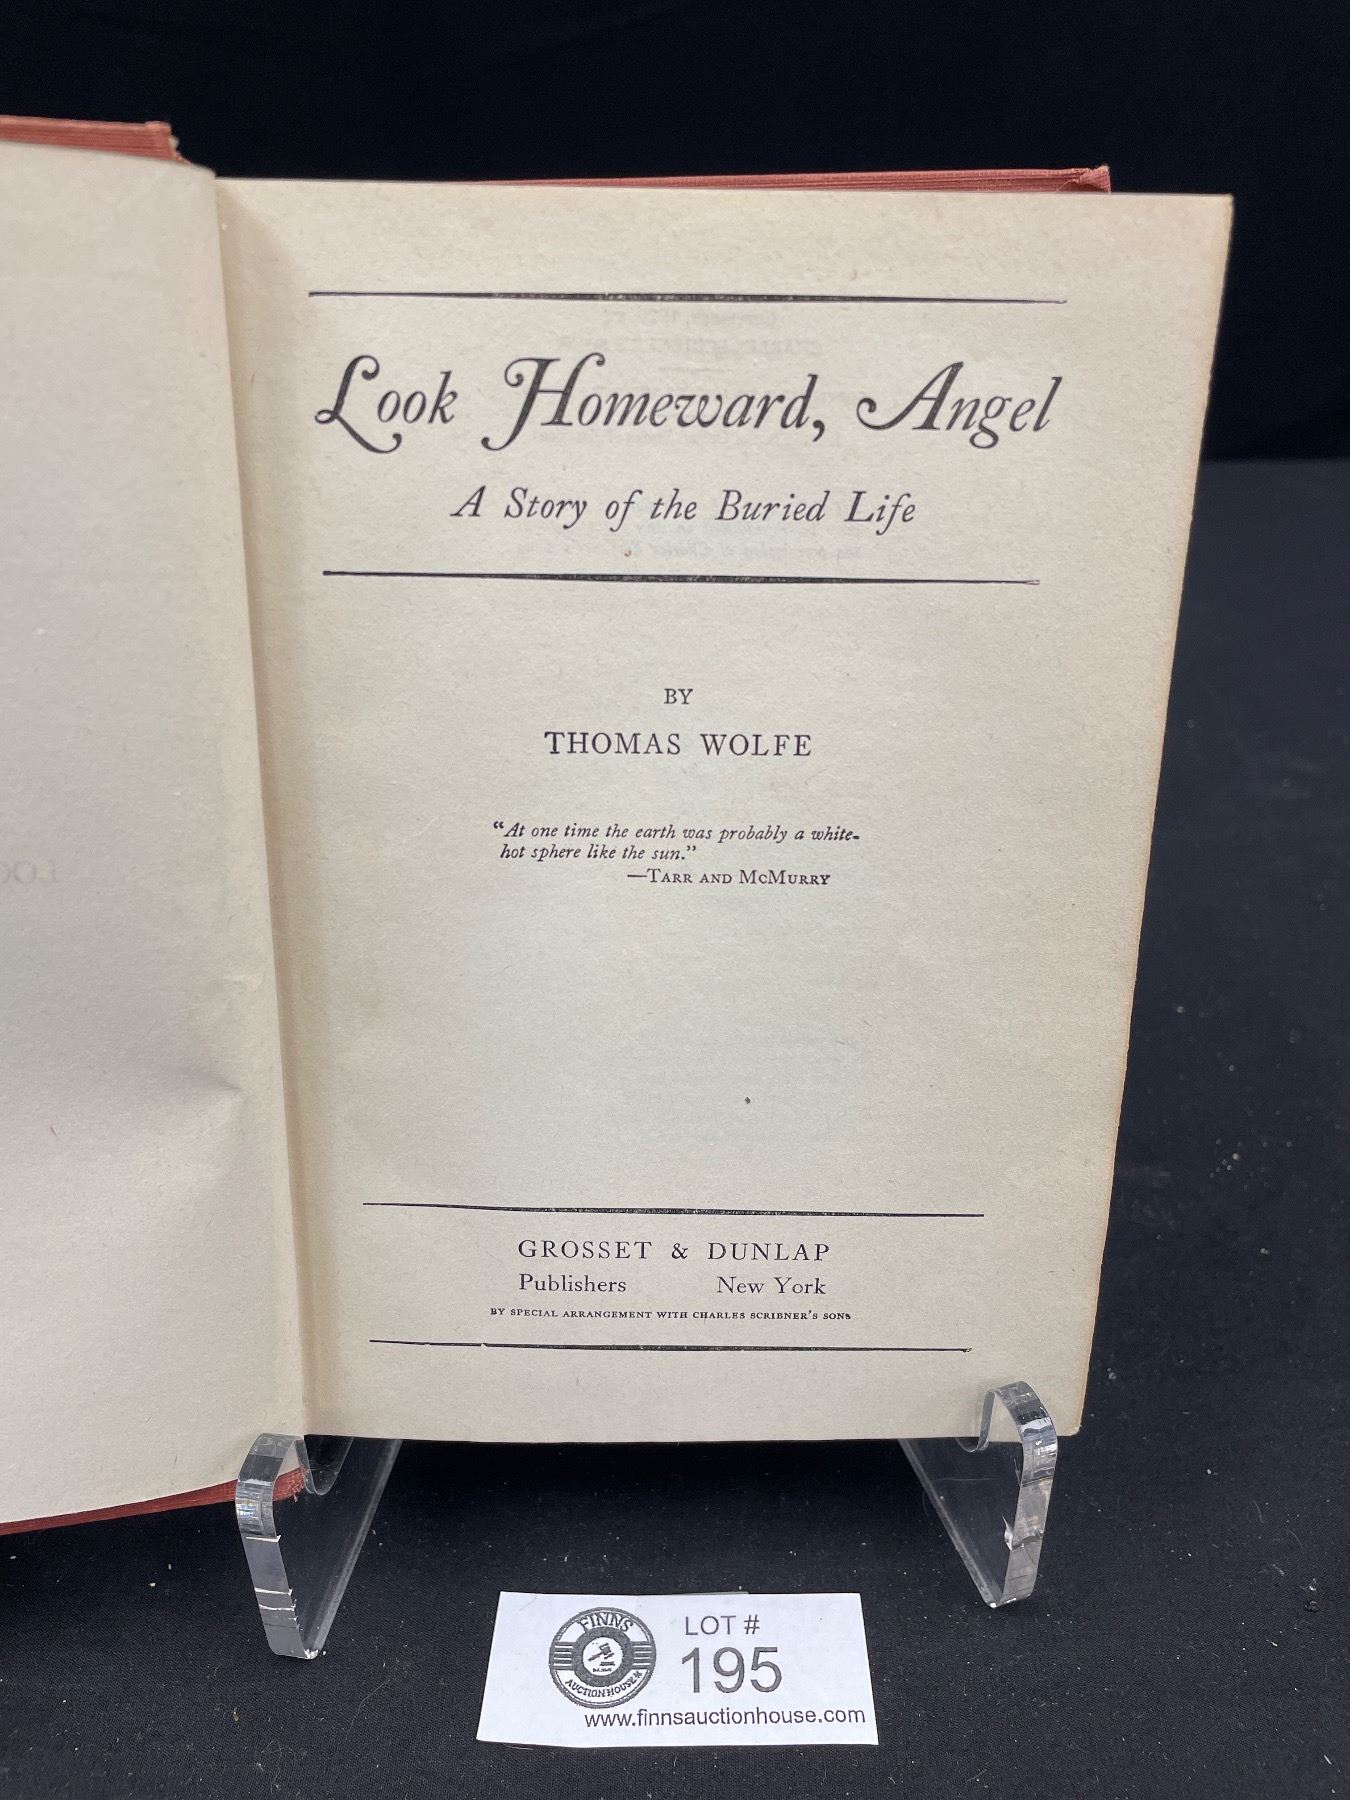 Look Homeward, Angel
A Story of the Buried Life
BY
THOMAS WOLFE
"At one time the earth was probably a white-
hot sphere like the sun."
—TARR AND MCMURRY
GROSSET & DUNLAP
Publishers New York
BY SPECIAL ARRANGEMENT WITH CHARLES SCRIBNER'S SONS
FINNS
AUCTION HOUSE
LOT #
195
www.finnsauctionhouse.com